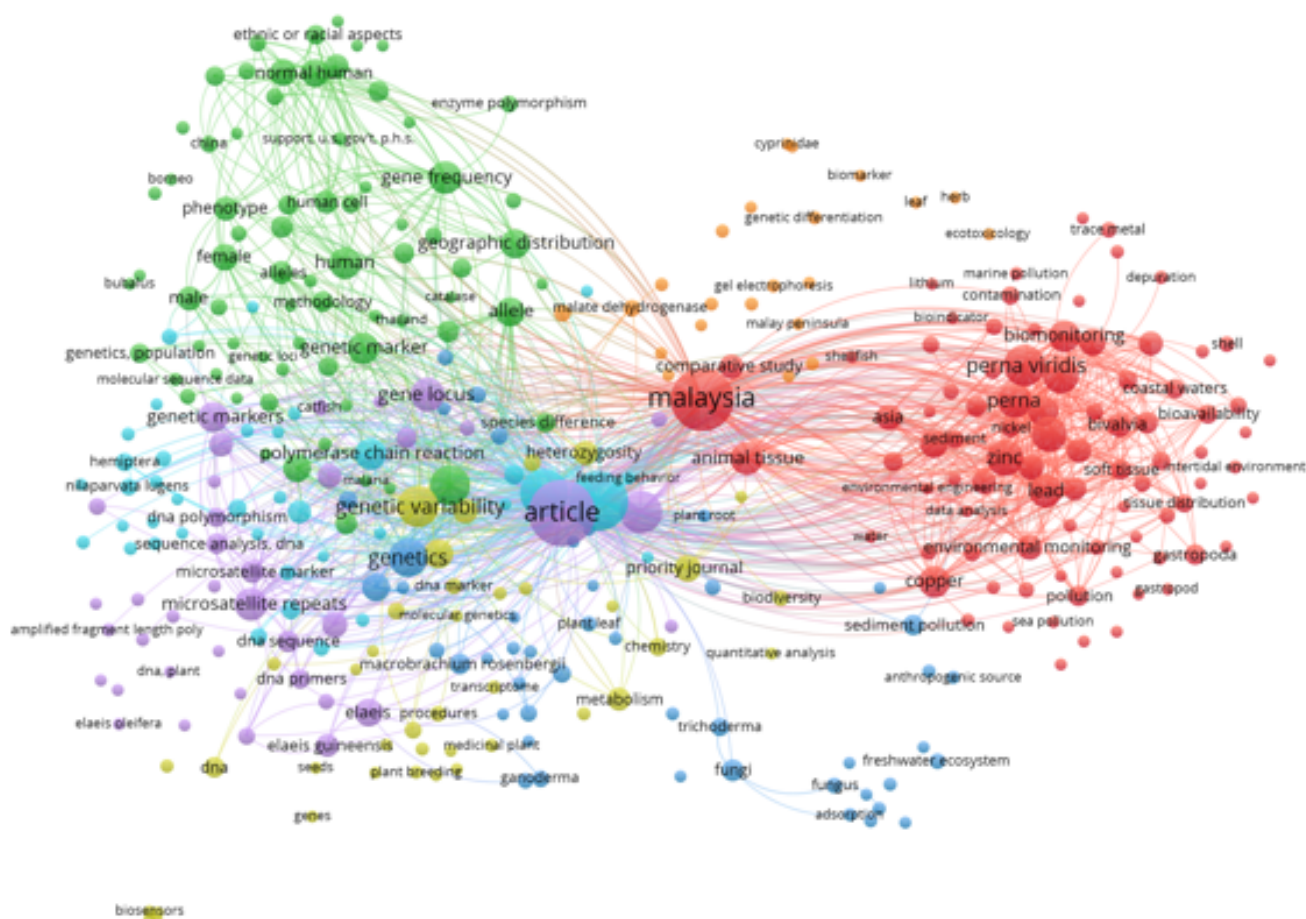 ethnic or racial aspects
normal human
enzyme polymorphism
support, u.s. gov't, p.h.s.
china
cyprinidae
borneo
gene frequency
biomarker
phenotype
human cell
leaf
herb
genetic differentiation
trace metal
ecotoxicology
geographic distribution
female
human
alleles
marine pollution
depuration
bubalus
lithium
gel electrophoresis
male
methodology
catalase
contamination
allele
malate dehydrogenase
thailand
bioindicator
malay peninsula
biomonitoring
shell
genetics, population
genetic loci
genetic marker
shellfish
comparative study
perna viridis
molecular sequence data
coastal waters
gene locus
malaysia
perna
catfish
genetic markers
species difference
asia
nickel
bivalvia
bioavailability
sediment
polymerase chain reaction
heterozygosity
animal tissue
zinc
hemiptera
soft tissue
intertidal environment
malaria
feeding behavior
nilaparvata lugens
environmental engineering
lead
tissue distribution
genetic variability
article
plant root
data analysis
dna polymorphism
water
sequence analysis, dna
environmental monitoring
gastropoda
genetics
priority journal
microsatellite marker
copper
dna marker
gastropod
biodiversity
pollution
microsatellite repeats
molecular genetics
plant leaf
sediment pollution
sea pollution
amplified fragment length poly
dna sequence
chemistry
quantitative analysis
macrobrachium rosenbergii
dna, plant
dna primers
anthropogenic source
transcriptome
metabolism
elaeis
procedures
elaeis oleifera
trichoderma
elaeis guineensis
medicinal plant
freshwater ecosystem
dna
seeds
plant breeding
ganoderma
fungi
fungus
genes
adsorption
biosensors